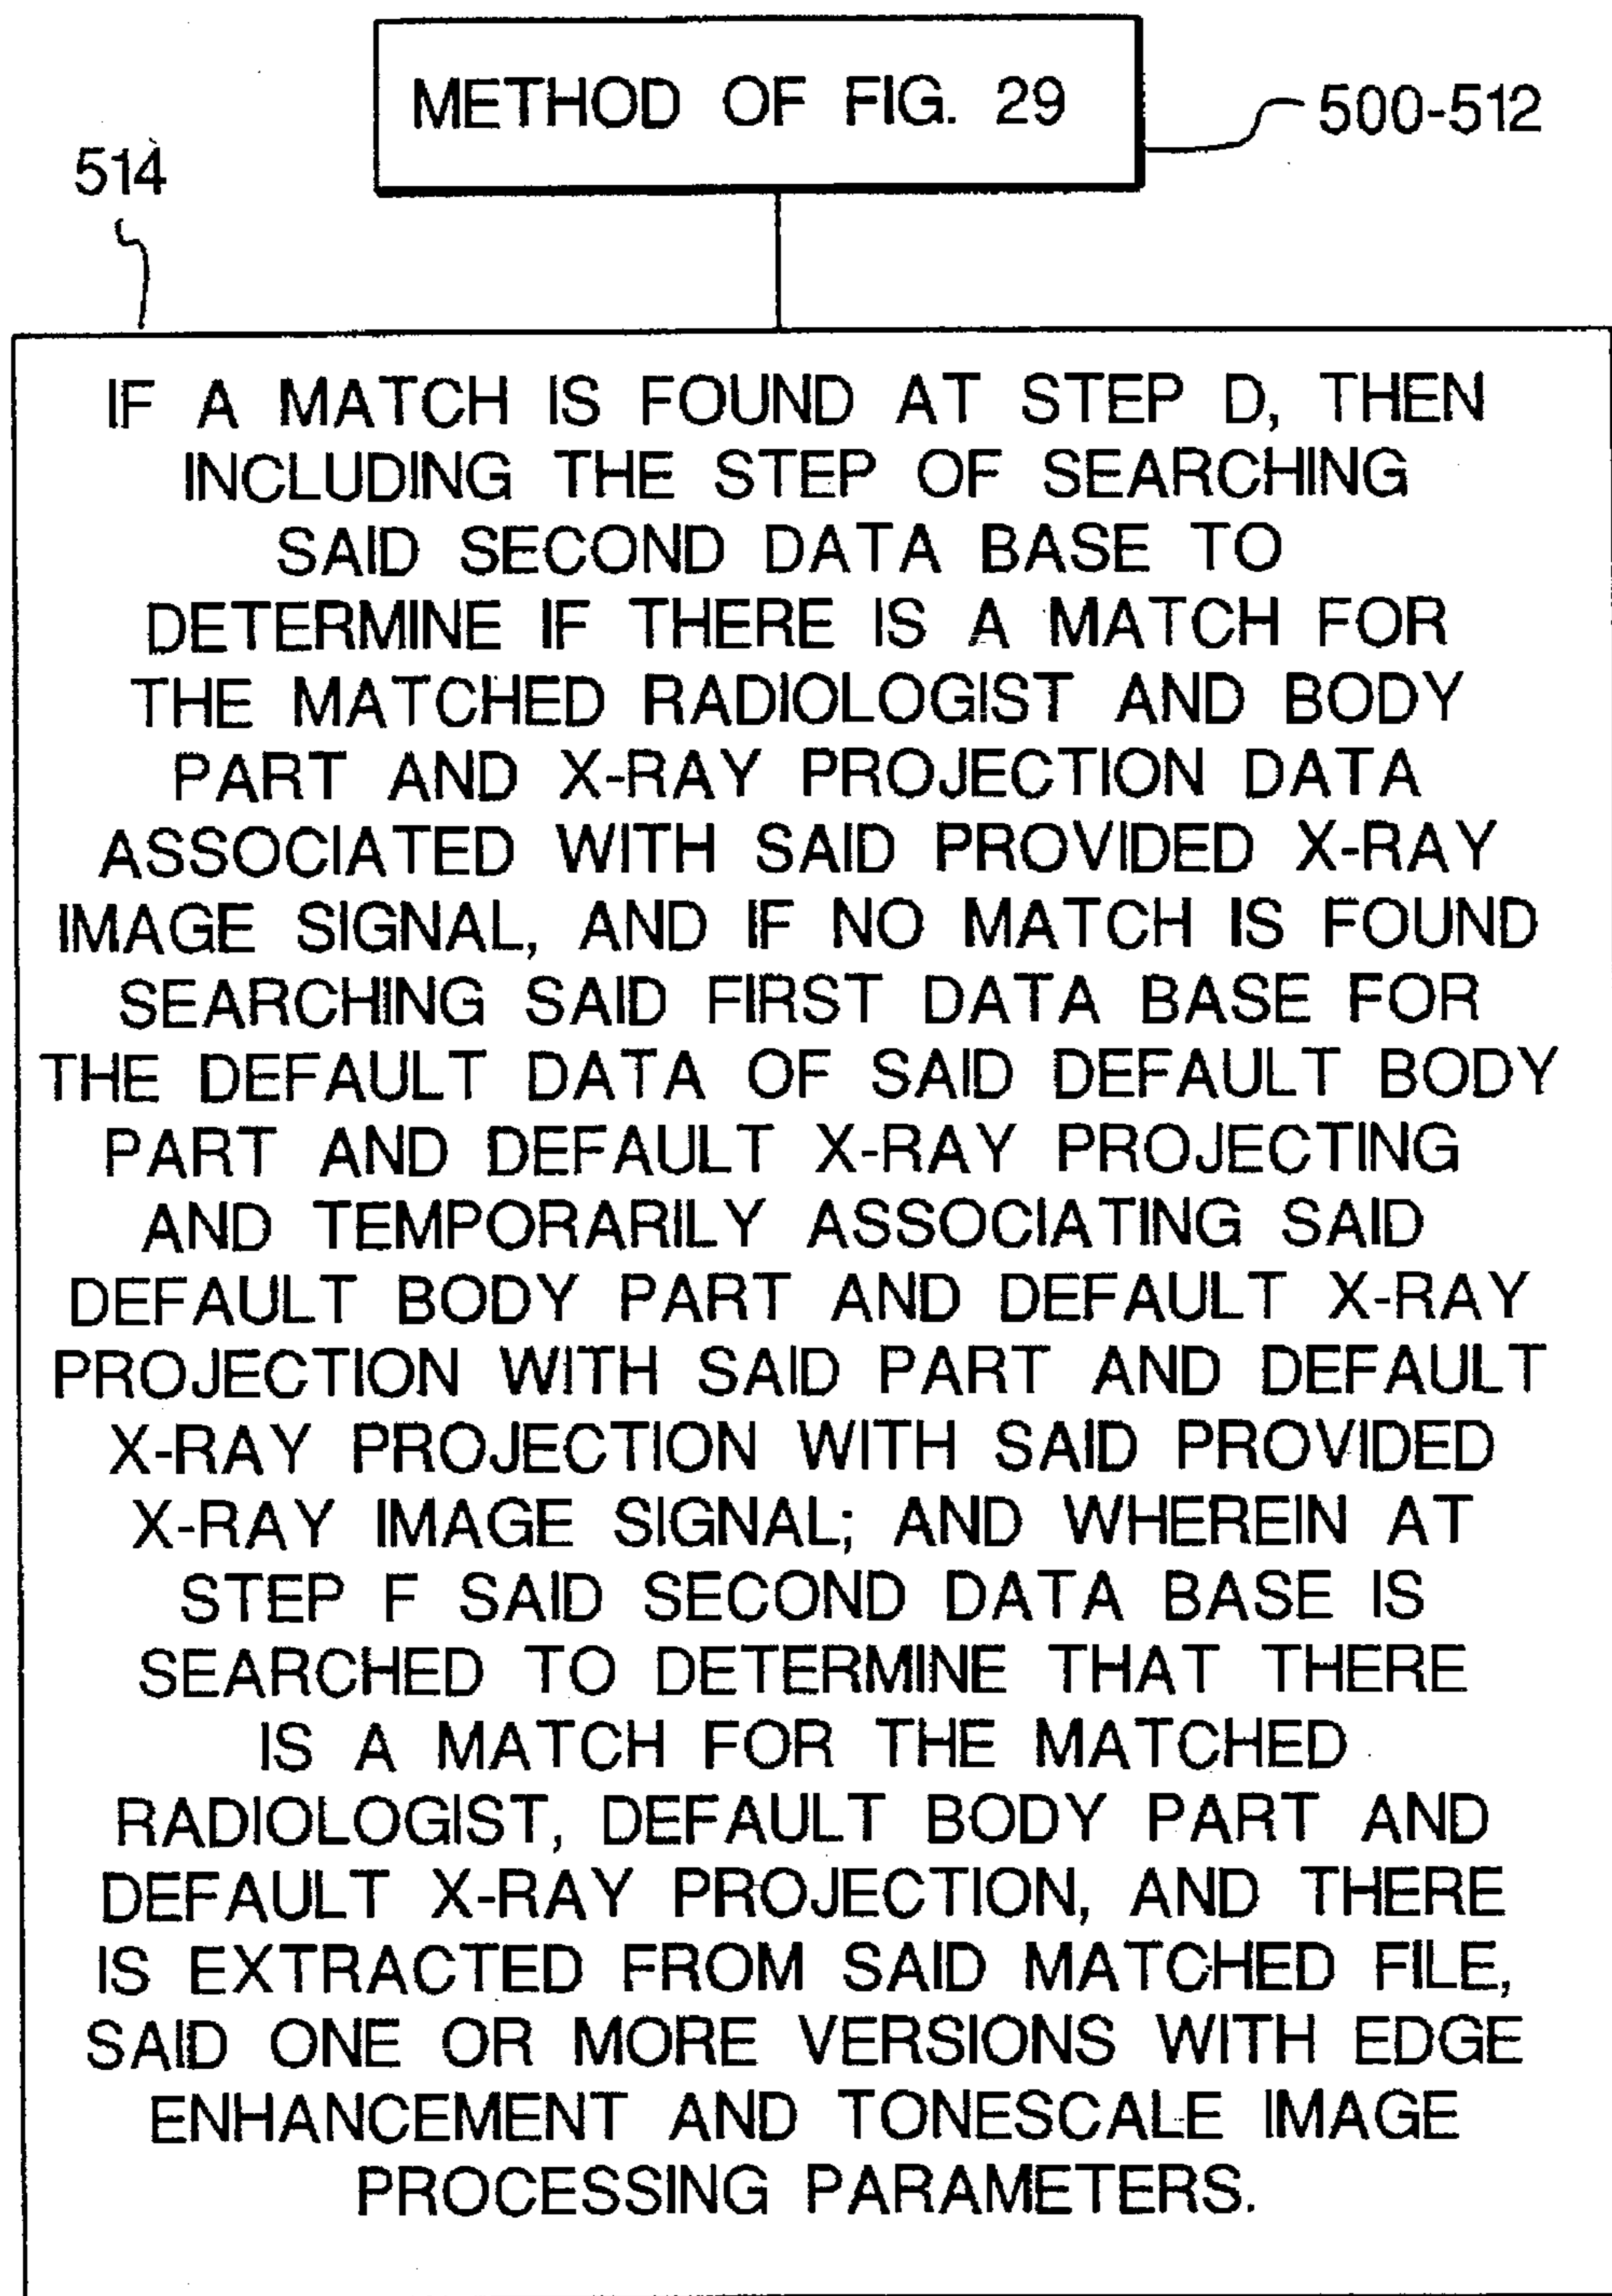 METHOD OF FIG. 29
500-512
514
IF A MATCH IS FOUND AT STEP D, THEN
INCLUDING THE STEP OF SEARCHING
SAID SECOND DATA BASE TO
DETERMINE IF THERE IS A MATCH FOR
THE MATCHED RADIOLOGIST AND BODY
PART AND X-RAY PROJECTION DATA
ASSOCIATED WITH SAID PROVIDED X-RAY
IMAGE SIGNAL, AND IF NO MATCH IS FOUND
SEARCHING SAID FIRST DATA BASE FOR
THE DEFAULT DATA OF SAID DEFAULT BODY
PART AND DEFAULT X-RAY PROJECTING
AND TEMPORARILY ASSOCIATING SAID
DEFAULT BODY PART AND DEFAULT X-RAY
PROJECTION WITH SAID PART AND DEFAULT
X-RAY PROJECTION WITH SAID PROVIDED
X-RAY IMAGE SIGNAL; AND WHEREIN AT
STEP F SAID SECOND DATA BASE IS
SEARCHED TO DETERMINE THAT THERE
IS A MATCH FOR THE MATCHED
RADIOLOGIST, DEFAULT BODY PART AND
DEFAULT X-RAY PROJECTION, AND THERE
IS EXTRACTED FROM SAID MATCHED FILE,
SAID ONE OR MORE VERSIONS WITH EDGE
ENHANCEMENT AND TONESCALE IMAGE
PROCESSING PARAMETERS.